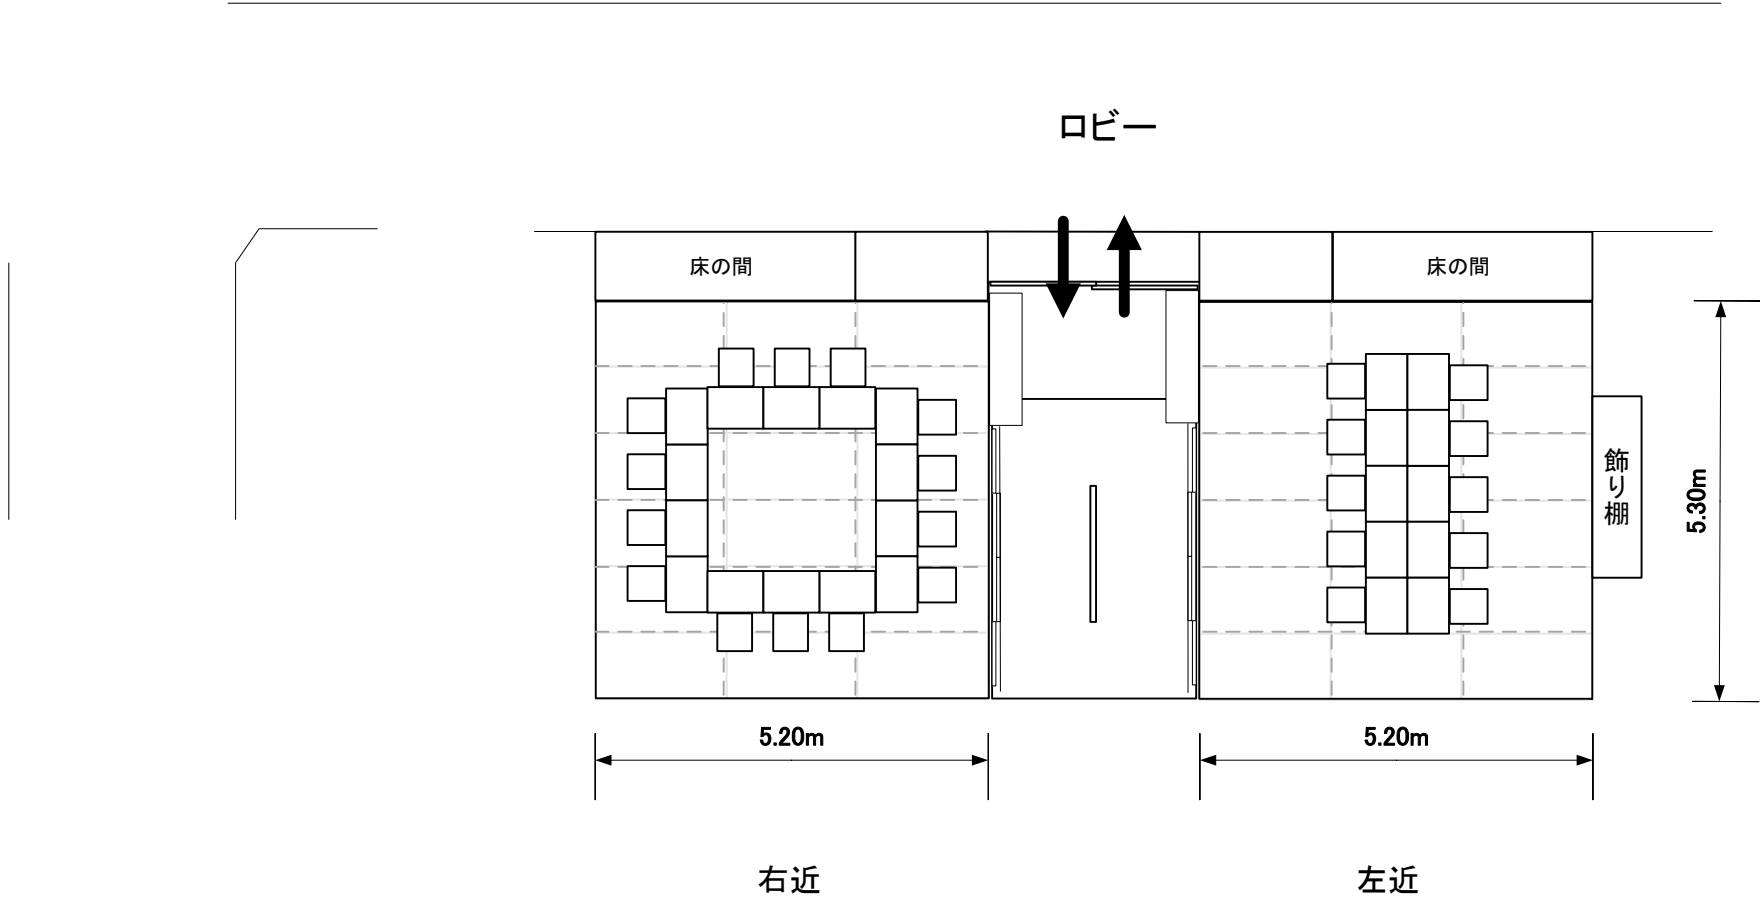 ロビー
床の間
床の間
飾り棚
5.30m
5.20m
5.20m
右近
左近